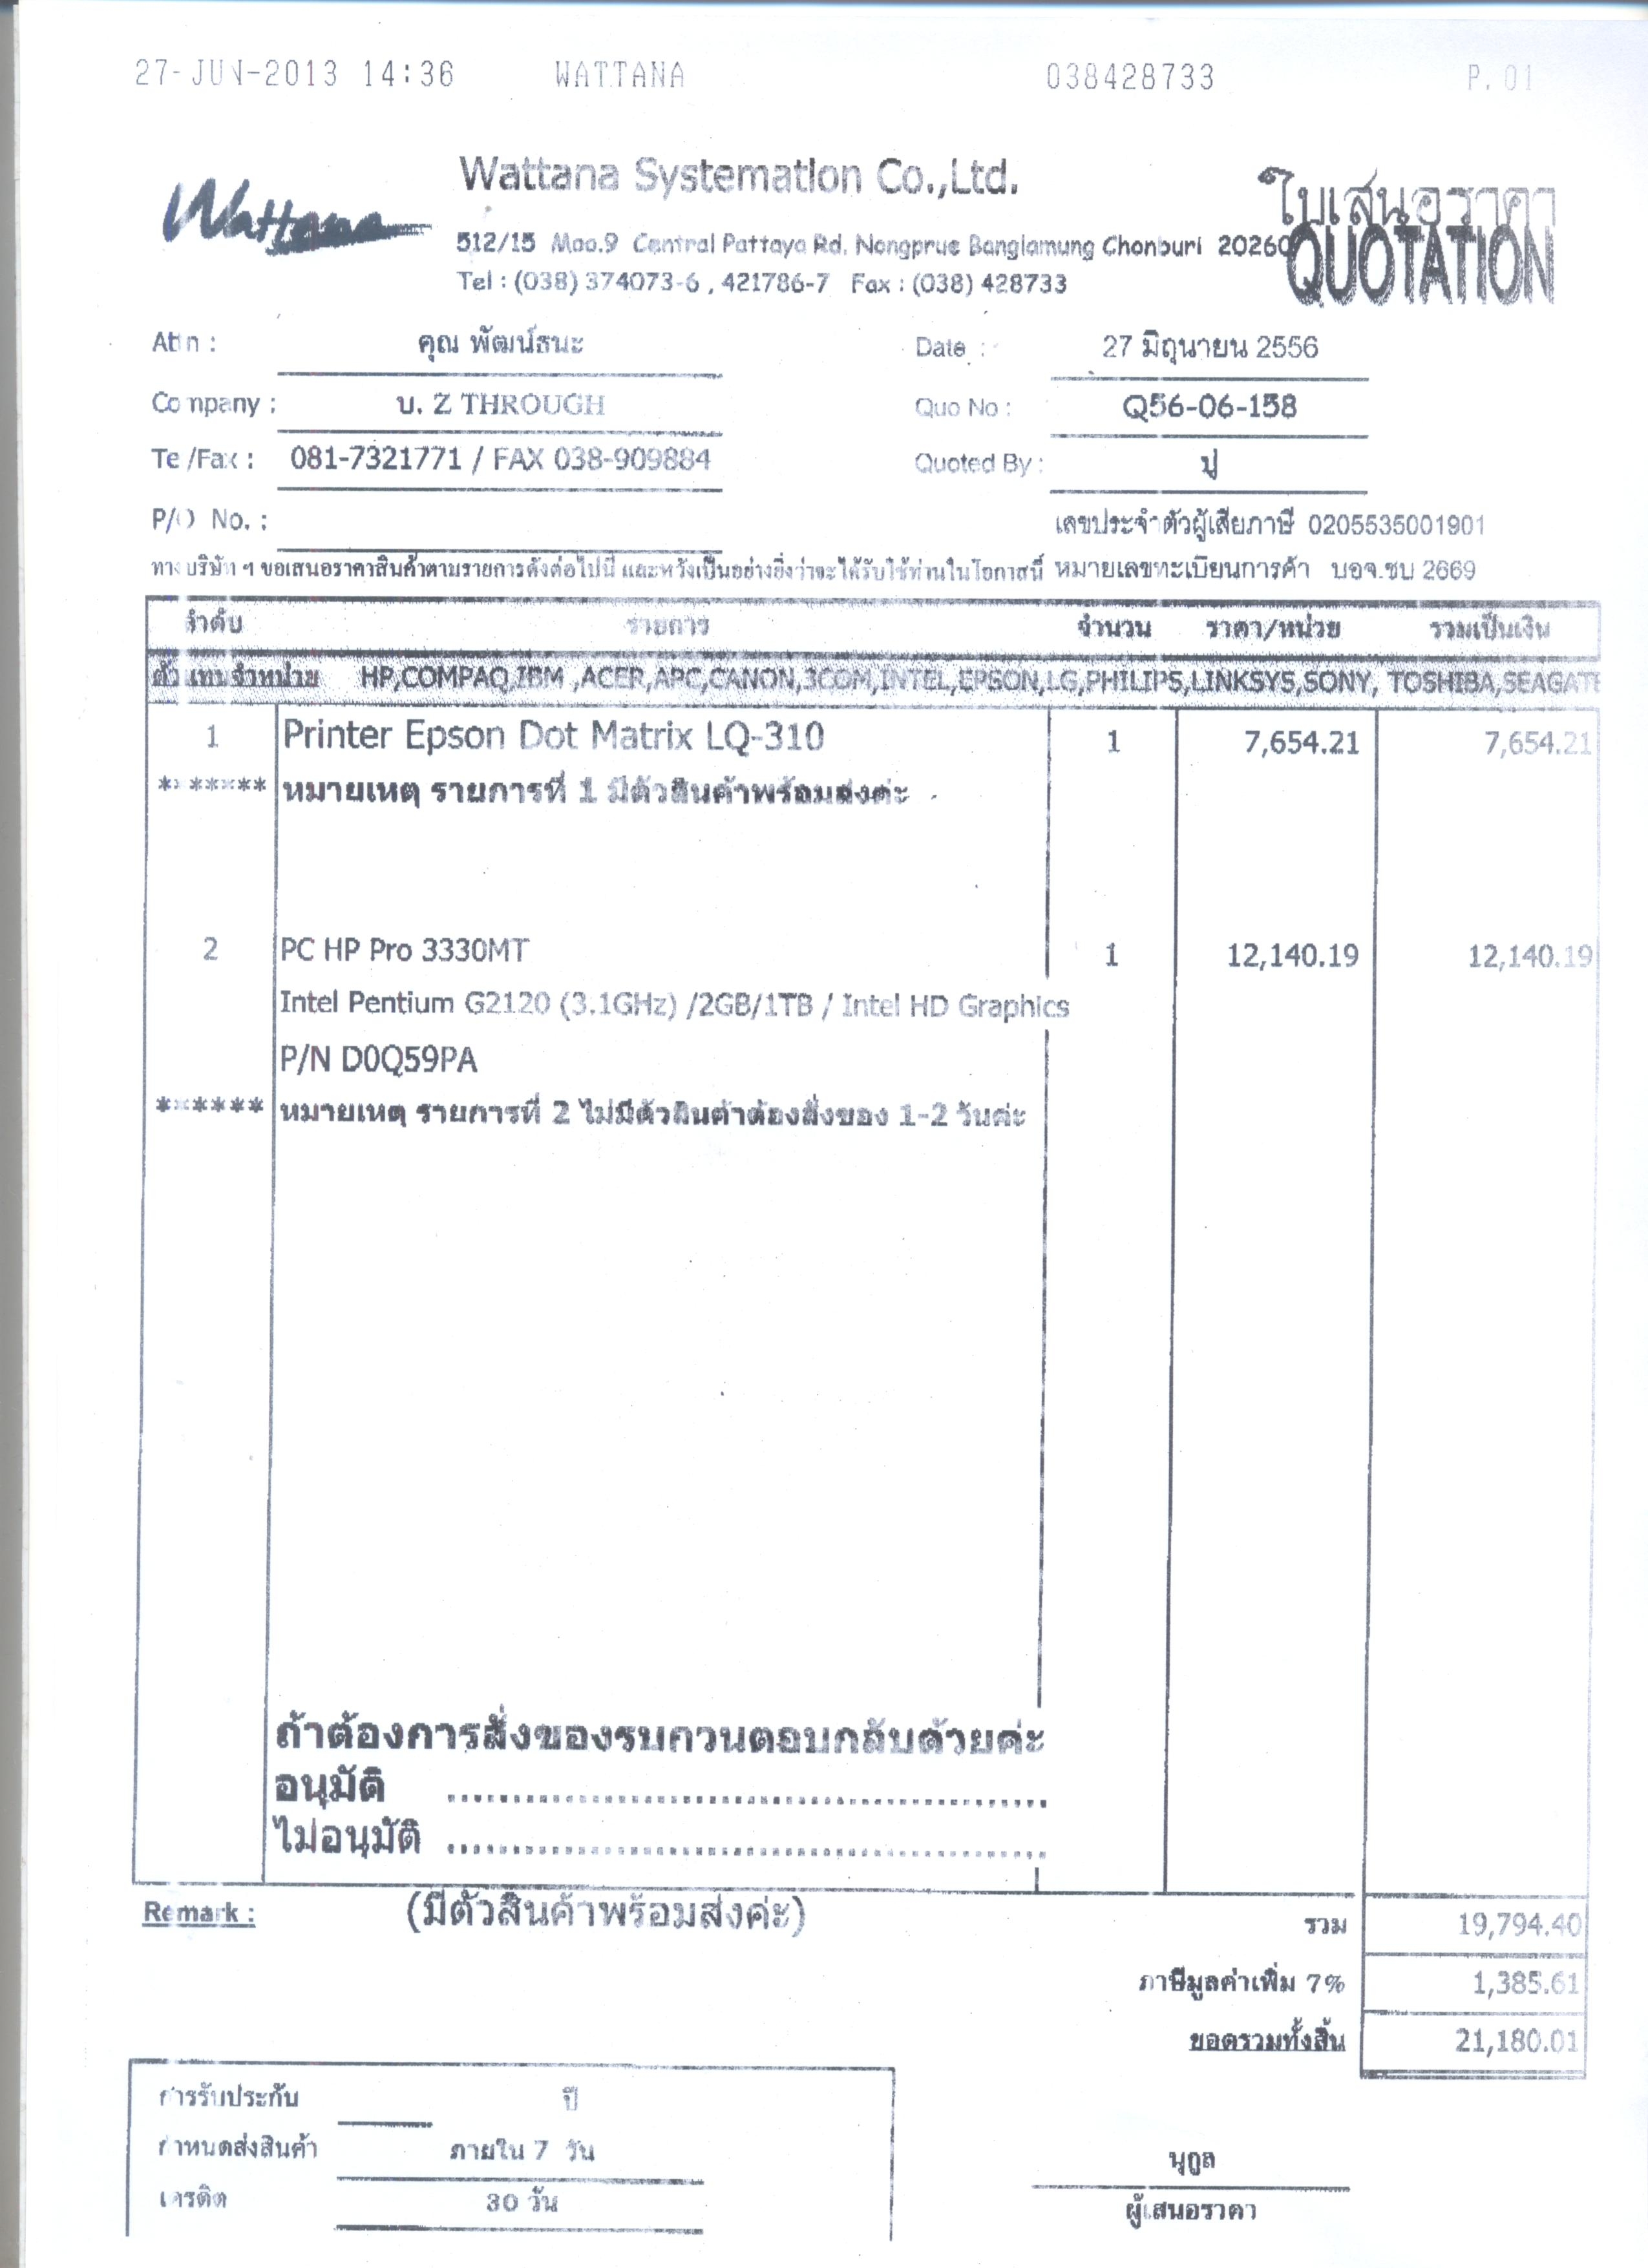 27-JUN-2013 14:36 WATTANA 038428733 P.01
Wattana
Wattana Systemation Co.,Ltd.
ใบเสนอราคา
QUOTATION
512/15 Moo.9 Central Pattaya Rd. Nongprue Banglamung Chonburi 20260
Tel : (038) 374073-6 , 421786-7 Fax : (038) 428733
Attn : คุณ พัฒน์ธนะ Date : 27 มิถุนายน 2556
Company : บ. Z THROUGH Quo No : Q56-06-158
Tel/Fax : 081-7321771 / FAX 038-909884 Quoted By : ปู
P/O No. : เลขประจำตัวผู้เสียภาษี 0205535001901
ทางบริษัท ฯ ขอเสนอราคาสินค้าตามรายการดังต่อไปนี้ และหวังเป็นอย่างยิ่งว่าจะได้รับใช้ท่านในโอกาสนี้ หมายเลขทะเบียนการค้า บอจ.ชบ 2669
ลำดับ รายการ จำนวน ราคา/หน่วย รวมเป็นเงิน
ตัวแทนจำหน่าย HP,COMPAQ,IBM ,ACER,APC,CANON,3COM,INTEL,EPSON,LG,PHILIPS,LINKSYS,SONY, TOSHIBA,SEAGATE
1 Printer Epson Dot Matrix LQ-310 1 7,654.21 7,654.21
******* หมายเหตุ รายการที่ 1 มีตัวสินค้าพร้อมส่งค่ะ
2 PC HP Pro 3330MT 1 12,140.19 12,140.19
Intel Pentium G2120 (3.1GHz) /2GB/1TB / Intel HD Graphics
P/N D0Q59PA
******* หมายเหตุ รายการที่ 2 ไม่มีตัวสินค้าต้องสั่งของ 1-2 วันค่ะ
ถ้าต้องการสั่งของรบกวนตอบกลับด้วยค่ะ
อนุมัติ ........................................
ไม่อนุมัติ ........................................
Remark : (มีตัวสินค้าพร้อมส่งค่ะ)
รวม 19,794.40
ภาษีมูลค่าเพิ่ม 7% 1,385.61
ยอดรวมทั้งสิ้น 21,180.01
การรับประกัน ปี
กำหนดส่งสินค้า ภายใน 7 วัน
เครดิต 30 วัน
นุกูล
ผู้เสนอราคา